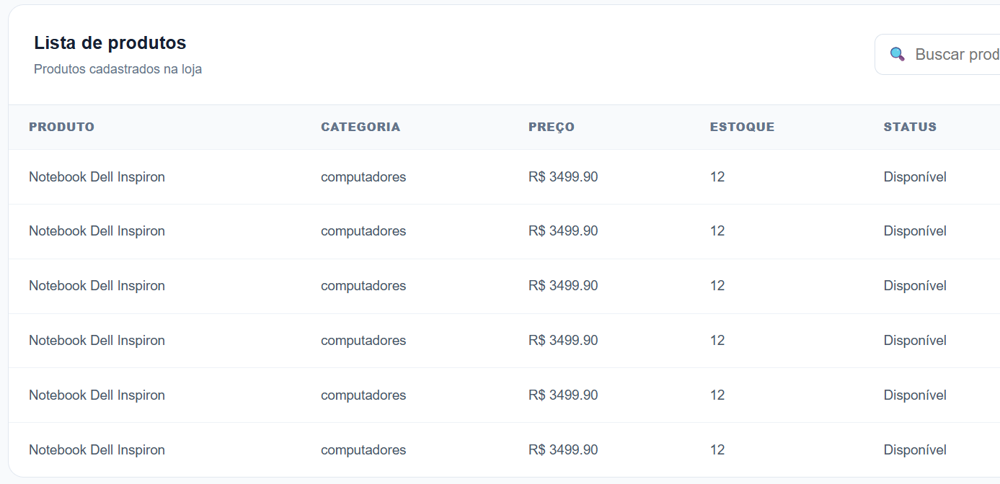 Lista de produtos
Produtos cadastrados na loja
Buscar prod
PRODUTO CATEGORIA PREÇO ESTOQUE STATUS
Notebook Dell Inspiron computadores R$ 3499.90 12 Disponível
Notebook Dell Inspiron computadores R$ 3499.90 12 Disponível
Notebook Dell Inspiron computadores R$ 3499.90 12 Disponível
Notebook Dell Inspiron computadores R$ 3499.90 12 Disponível
Notebook Dell Inspiron computadores R$ 3499.90 12 Disponível
Notebook Dell Inspiron computadores R$ 3499.90 12 Disponível